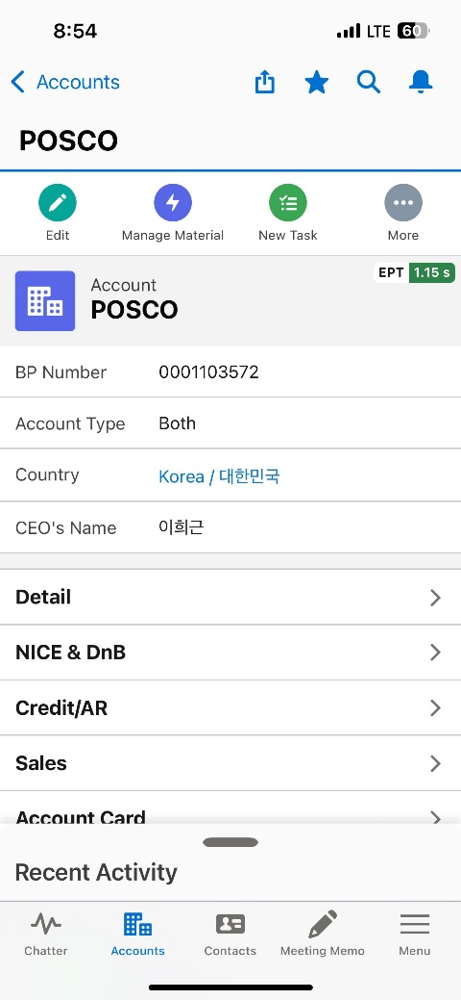 8:54 LTE 60
Accounts
POSCO
Edit Manage Material New Task More
EPT 1.15 s
Account
POSCO
BP Number 0001103572
Account Type Both
Country Korea / 대한민국
CEO's Name 이희근
Detail
NICE & DnB
Credit/AR
Sales
Account Card
Recent Activity
Chatter Accounts Contacts Meeting Memo Menu